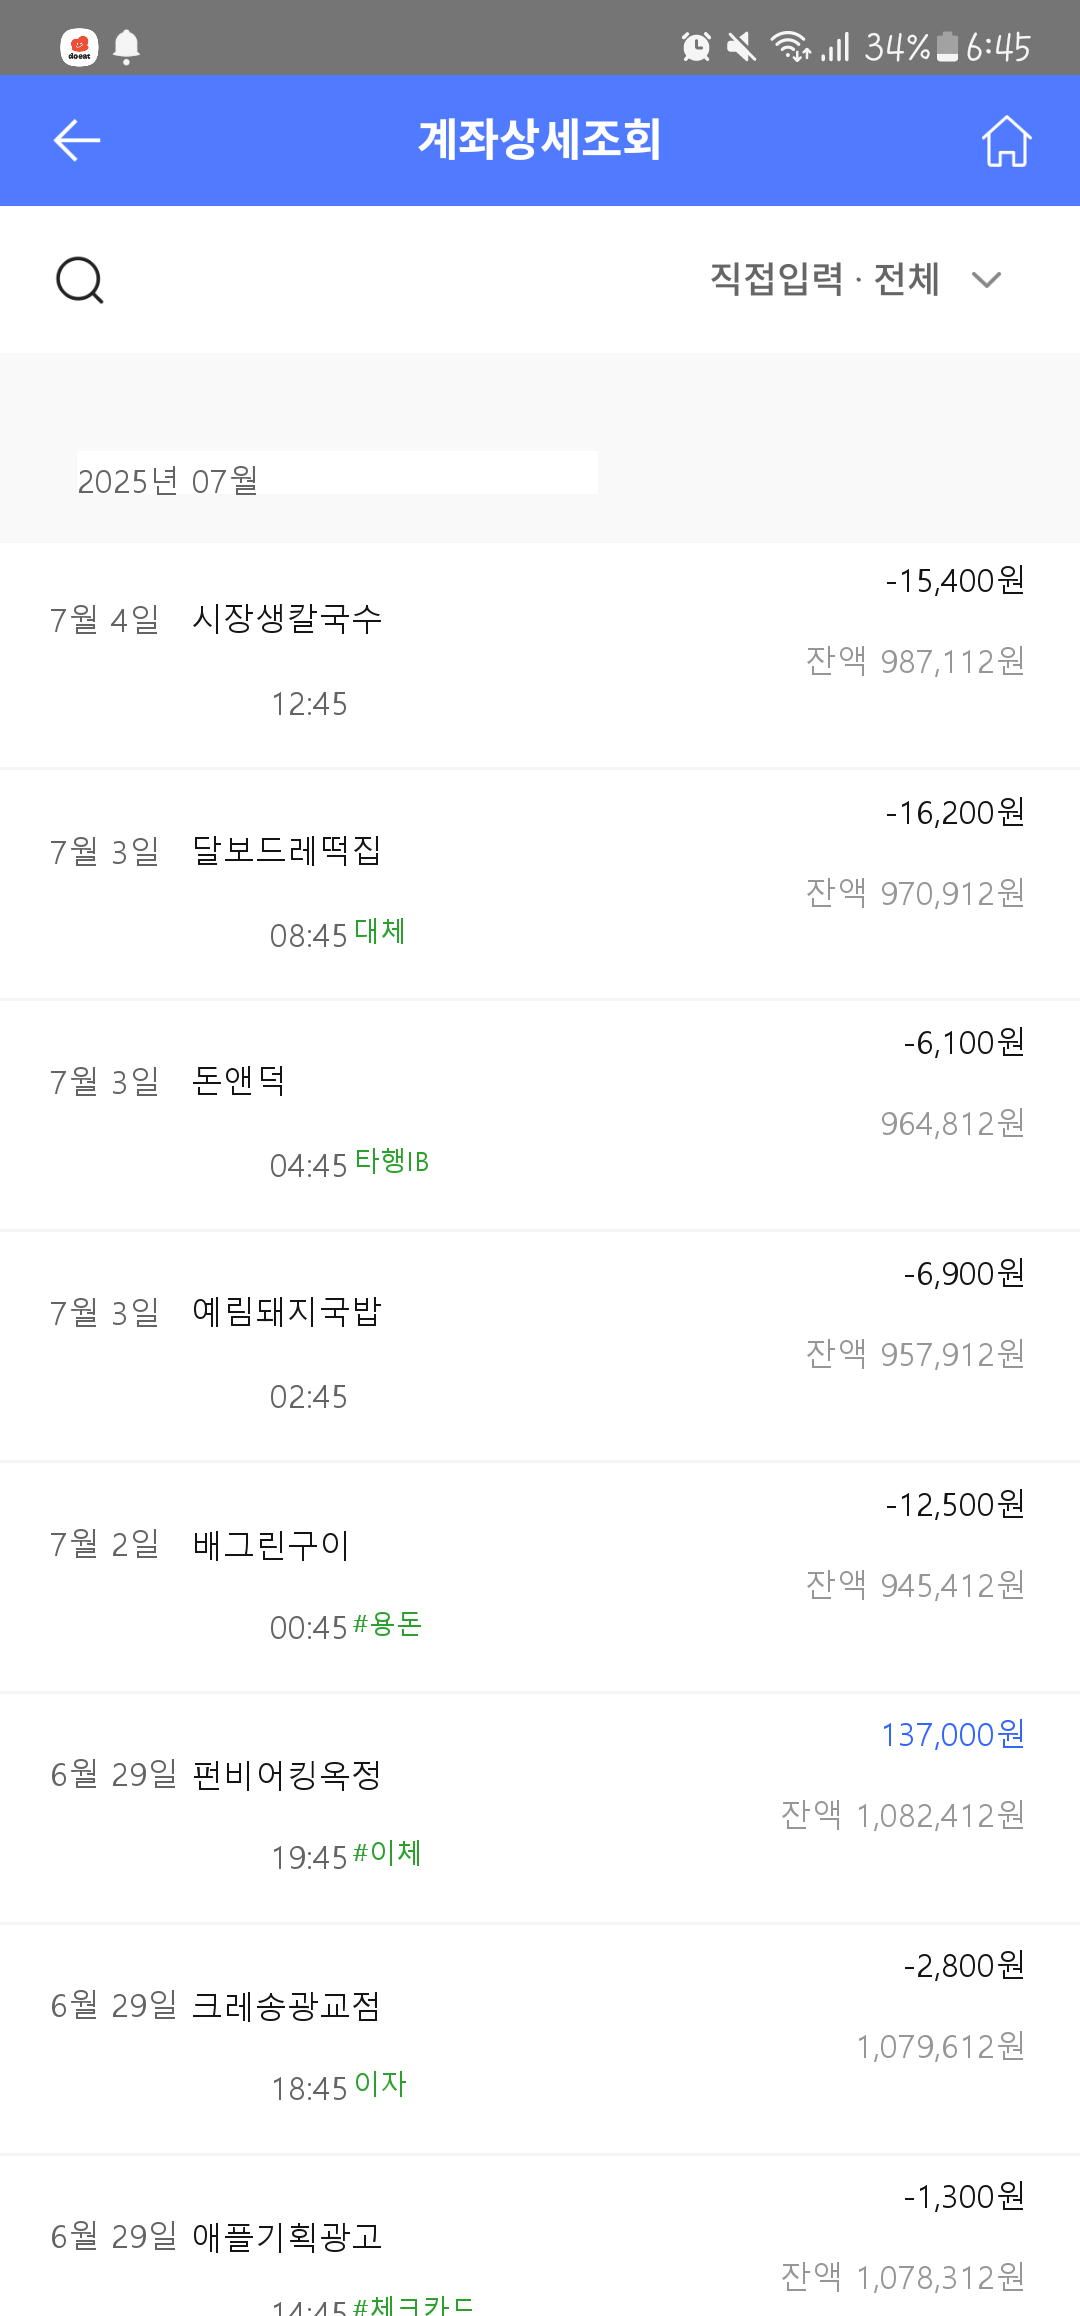 doeat 34% 6:45
계좌상세조회
직접입력 · 전체
2025년 07월
-15,400원
7월 4일 시장생칼국수
잔액 987,112원
12:45
-16,200원
7월 3일 달보드레떡집
잔액 970,912원
08:45 대체
-6,100원
7월 3일 돈앤덕
964,812원
04:45 타행IB
-6,900원
7월 3일 예림돼지국밥
잔액 957,912원
02:45
-12,500원
7월 2일 배그린구이
잔액 945,412원
00:45 #용돈
137,000원
6월 29일 펀비어킹옥정
잔액 1,082,412원
19:45 #이체
-2,800원
6월 29일 크레송광교점
1,079,612원
18:45 이자
-1,300원
6월 29일 애플기획광고
잔액 1,078,312원
14:45 #체크카드